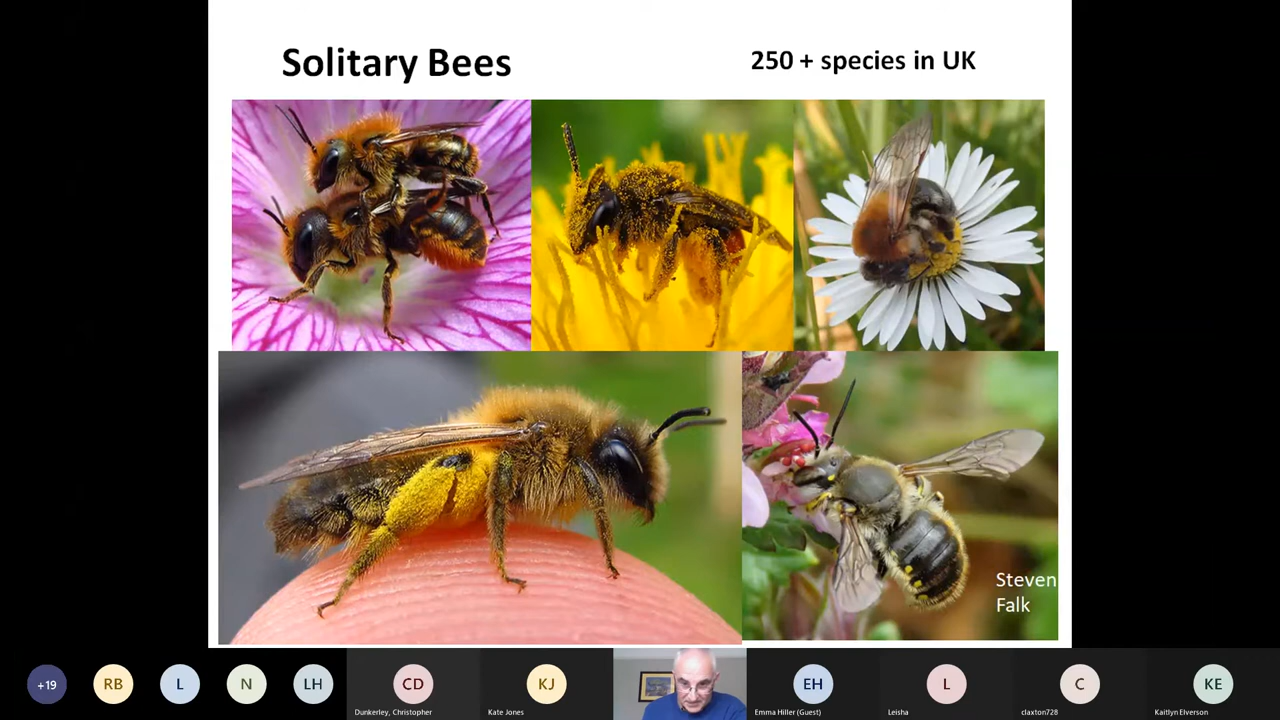 Solitary Bees
250 + species in UK
Steven
Falk
+19
RB
L
N
LH
CD
Dunkerley, Christopher
KJ
Kate Jones
EH
Emma Hiller (Guest)
L
Leisha
C
claxton728
KE
Kaitlyn Elverson